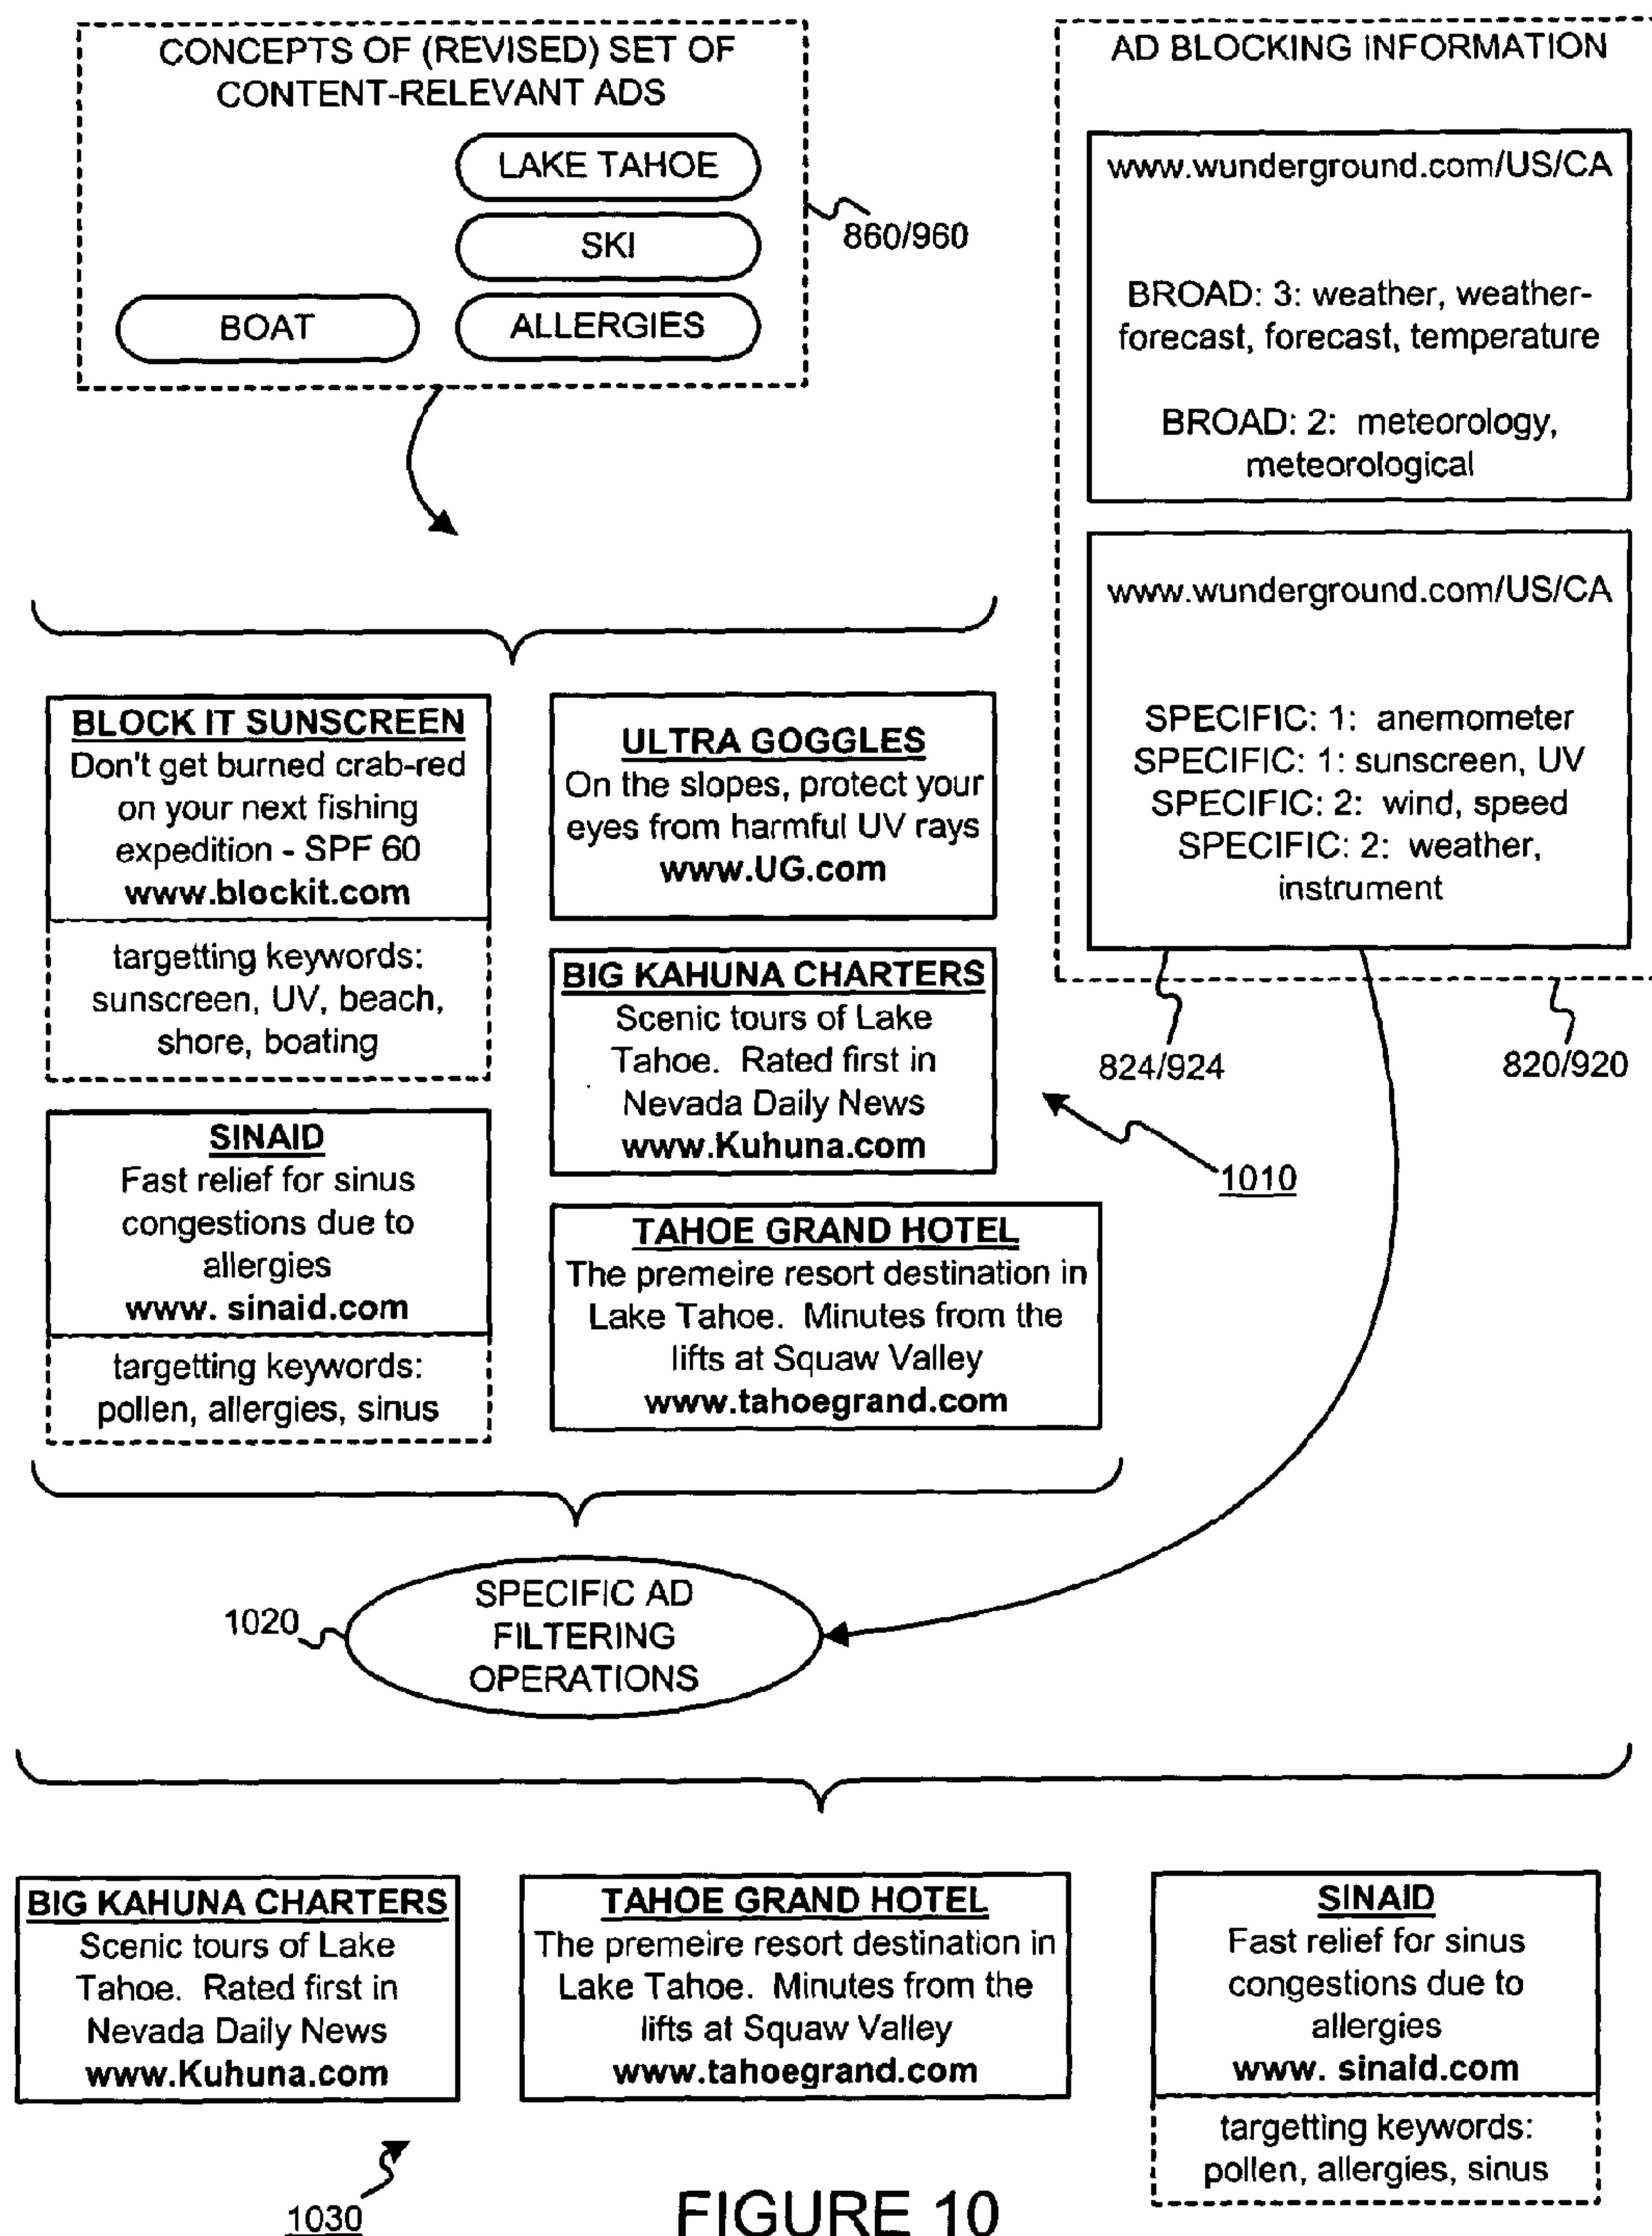 CONCEPTS OF (REVISED) SET OF
CONTENT-RELEVANT ADS
LAKE TAHOE
SKI
BOAT
ALLERGIES
860/960
AD BLOCKING INFORMATION
www.wunderground.com/US/CA
BROAD: 3: weather, weather-
forecast, forecast, temperature
BROAD: 2: meteorology,
meteorological
www.wunderground.com/US/CA
SPECIFIC: 1: anemometer
SPECIFIC: 1: sunscreen, UV
SPECIFIC: 2: wind, speed
SPECIFIC: 2: weather,
instrument
824/924
820/920
BLOCK IT SUNSCREEN
Don't get burned crab-red
on your next fishing
expedition - SPF 60
www.blockit.com
targetting keywords:
sunscreen, UV, beach,
shore, boating
ULTRA GOGGLES
On the slopes, protect your
eyes from harmful UV rays
www.UG.com
BIG KAHUNA CHARTERS
Scenic tours of Lake
Tahoe. Rated first in
Nevada Daily News
www.Kuhuna.com
1010
SINAID
Fast relief for sinus
congestions due to
allergies
www. sinaid.com
targetting keywords:
pollen, allergies, sinus
TAHOE GRAND HOTEL
The premeire resort destination in
Lake Tahoe. Minutes from the
lifts at Squaw Valley
www.tahoegrand.com
1020
SPECIFIC AD
FILTERING
OPERATIONS
BIG KAHUNA CHARTERS
Scenic tours of Lake
Tahoe. Rated first in
Nevada Daily News
www.Kuhuna.com
TAHOE GRAND HOTEL
The premeire resort destination in
Lake Tahoe. Minutes from the
lifts at Squaw Valley
www.tahoegrand.com
SINAID
Fast relief for sinus
congestions due to
allergies
www. sinaid.com
targetting keywords:
pollen, allergies, sinus
1030
FIGURE 10